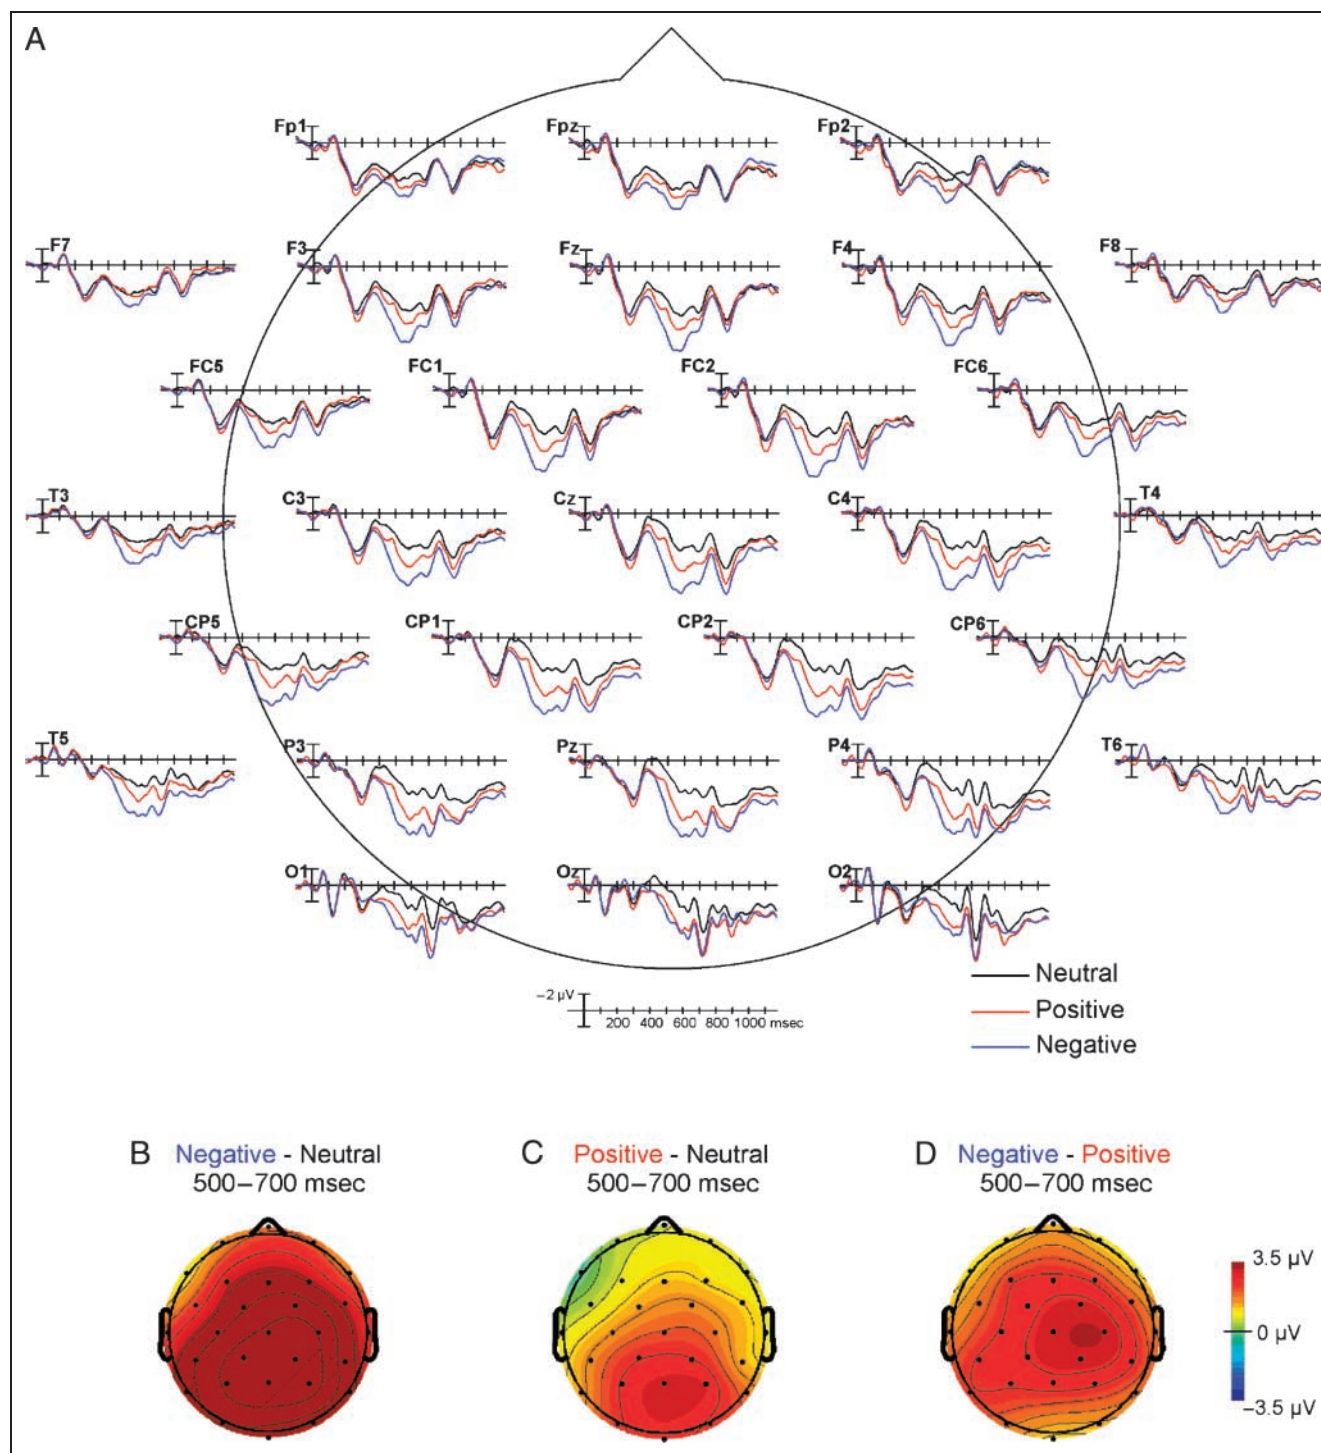 A
Fp1 Fpz Fp2
F7 F3 Fz F4 F8
FC5 FC1 FC2 FC6
T3 C3 Cz C4 T4
CP5 CP1 CP2 CP6
T5 P3 Pz P4 T6
O1 Oz O2
Neutral
Positive
Negative
−2 µV
200 400 600 800 1000 msec
B Negative - Neutral
500–700 msec
C Positive - Neutral
500–700 msec
D Negative - Positive
500–700 msec
3.5 µV
0 µV
−3.5 µV